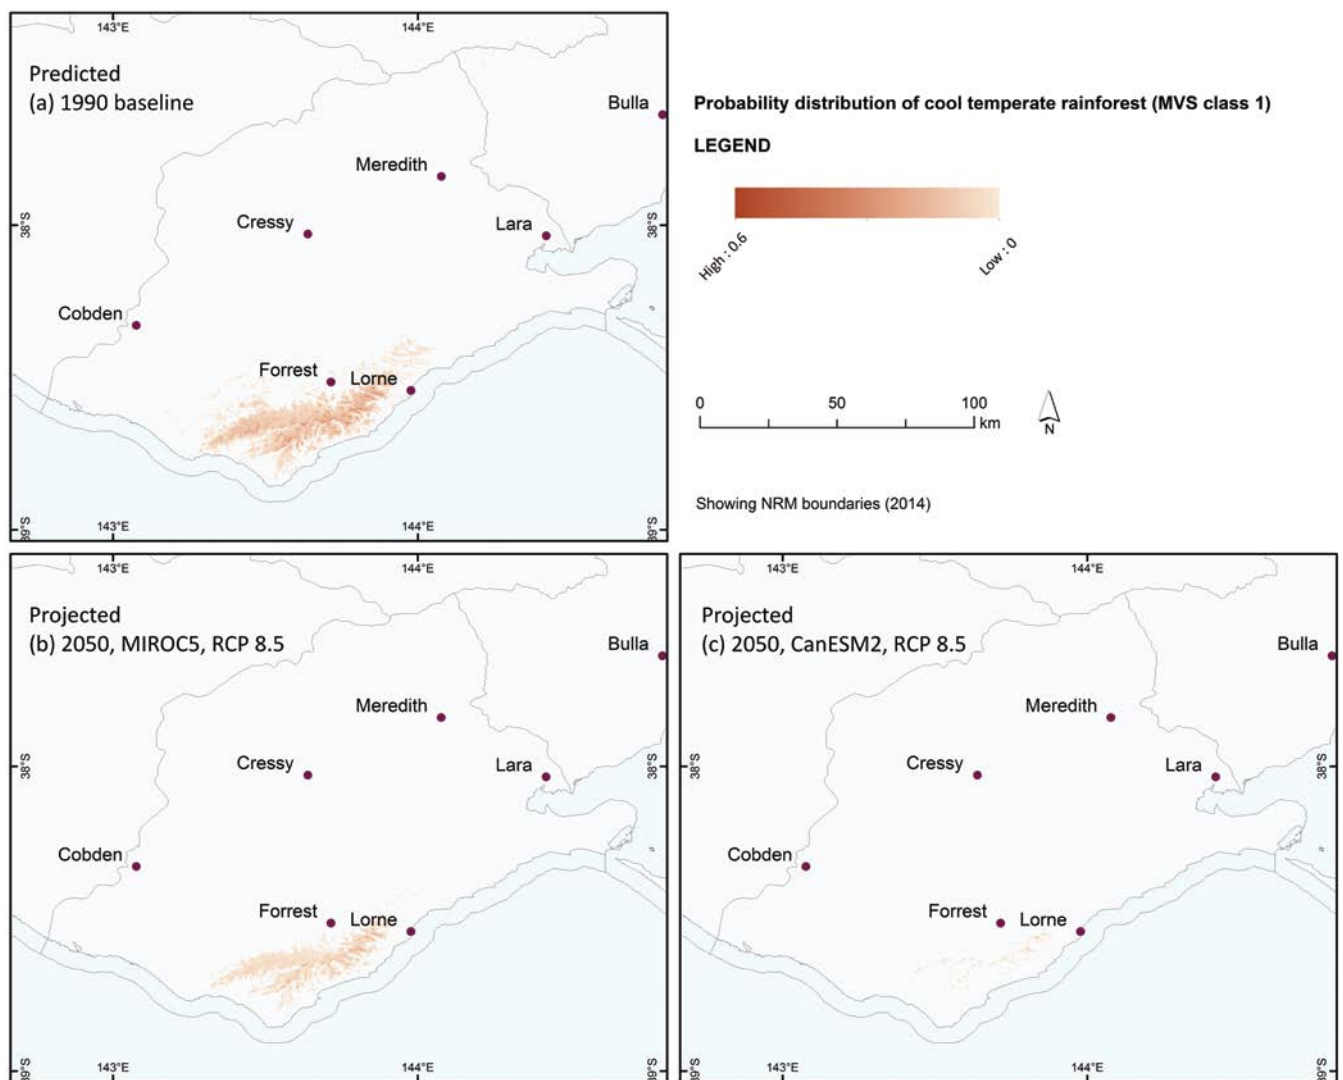 143°E
144°E
Predicted
(a) 1990 baseline
Bulla
Meredith
Cressy
Lara
38°S
38°S
Cobden
Forrest
Lorne
39°S
39°S
143°E
144°E
Probability distribution of cool temperate rainforest (MVS class 1)
LEGEND
High : 0.6
Low : 0
0
50
100
km
N
Showing NRM boundaries (2014)
143°E
144°E
Projected
(b) 2050, MIROC5, RCP 8.5
Bulla
Meredith
Cressy
Lara
38°S
38°S
Cobden
Forrest
Lorne
39°S
39°S
143°E
144°E
143°E
144°E
Projected
(c) 2050, CanESM2, RCP 8.5
Bulla
Meredith
Cressy
Lara
38°S
Cobden
Forrest
Lorne
39°S
143°E
144°E